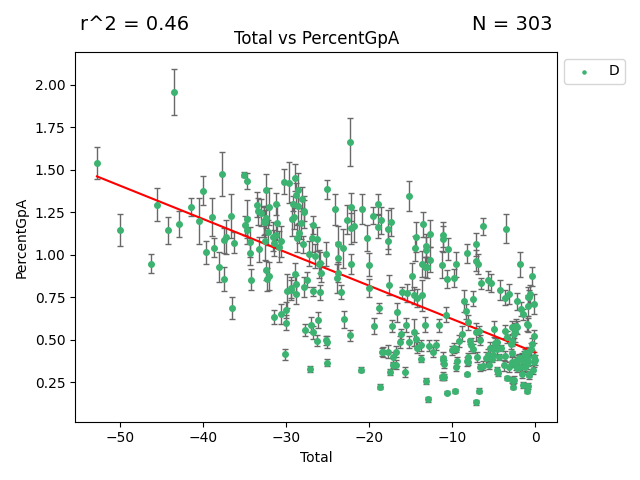 r^2 = 0.46 N = 303
Total vs PercentGpA
D
2.00
1.75
1.50
1.25
1.00
0.75
0.50
0.25
PercentGpA
−50 −40 −30 −20 −10 0
Total